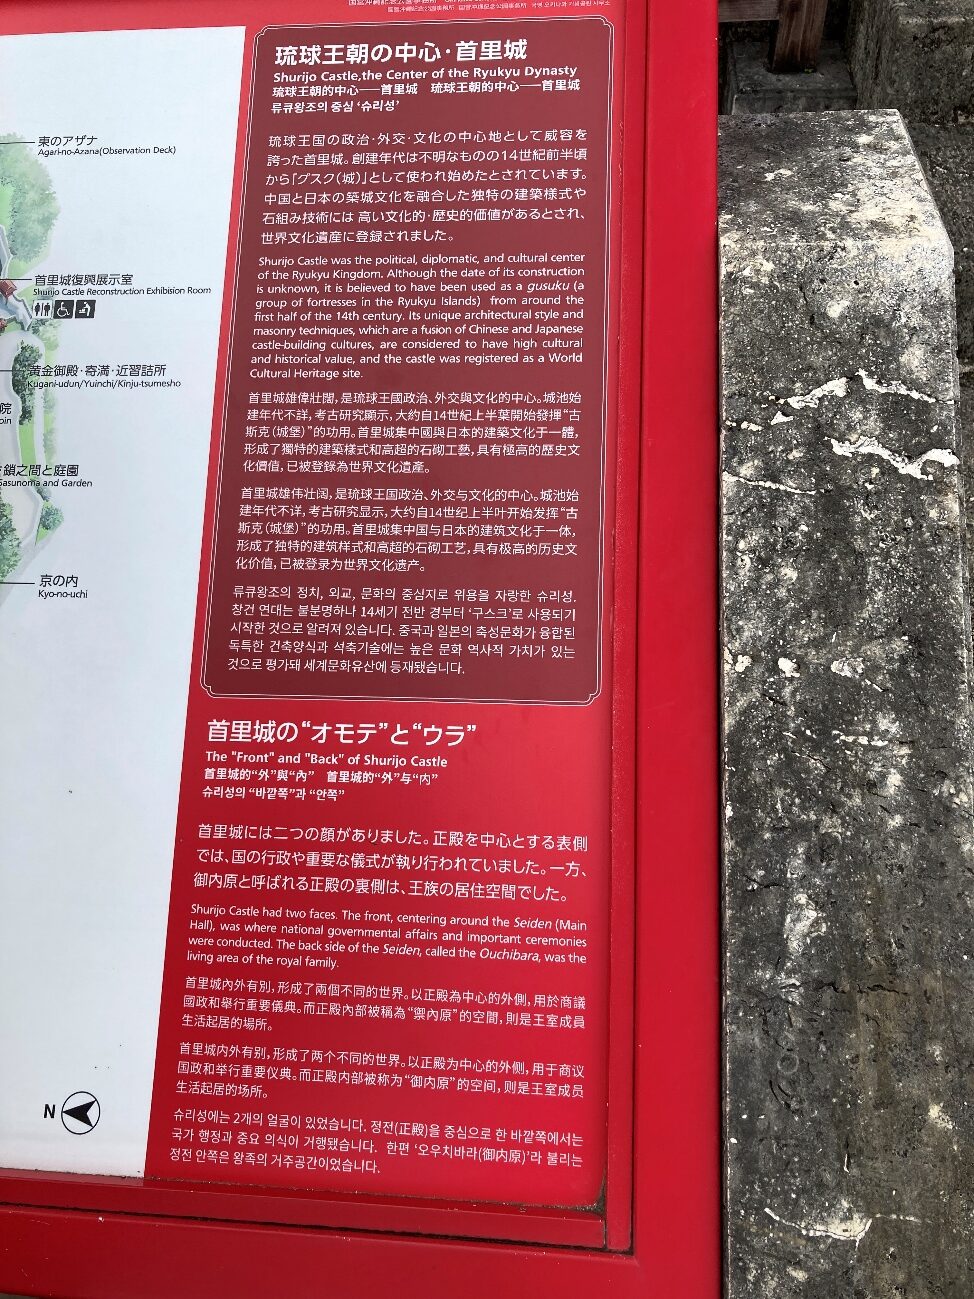 東のアザナ
Agari-no-Azana(Observation Deck)
首里城復興展示室
Shurijo Castle Reconstruction Exhibision Room
黄金御殿・寄満・近習詰所
Kugani-udun/Yuinchi/Kinju-tsumesho
院
鎖之間と庭園
Sasunoma and Garden
京の内
Kyo-no-uchi
N
琉球王朝の中心・首里城
Shurijo Castle,the Center of the Ryukyu Dynasty
琉球王朝的中心——首里城 琉球王朝的中心——首里城
류큐왕조의 중심 ‘슈리성’
琉球王国の政治・外交・文化の中心地として威容を
誇った首里城。創建年代は不明なものの14世紀前半頃
から「グスク(城)」として使われ始めたとされています。
中国と日本の築城文化を融合した独特の建築様式や
石組み技術には 高い文化的・歴史的価値があるとされ、
世界文化遺産に登録されました。
Shurijo Castle was the political, diplomatic, and cultural center
of the Ryukyu Kingdom. Although the date of its construction
is unknown, it is believed to have been used as a gusuku (a
group of fortresses in the Ryukyu Islands) from around the
first half of the 14th century. Its unique architectural style and
masonry techniques, which are a fusion of Chinese and Japanese
castle-building cultures, are considered to have high cultural
and historical value, and the castle was registered as a World
Cultural Heritage site.
首里城雄偉壯闊，是琉球王國政治、外交與文化的中心。城池始
建年代不詳，考古研究顯示，大約自14世紀上半葉開始發揮“古
斯克（城堡）”的功用。首里城集中國與日本的建築文化于一體，
形成了獨特的建築樣式和高超的石砌工藝，具有極高的歷史文
化價值，已被登錄為世界文化遺產。
首里城雄伟壮阔，是琉球王国政治、外交与文化的中心。城池始
建年代不详，考古研究显示，大约自14世纪上半叶开始发挥“古
斯克（城堡）”的功用。首里城集中国与日本的建筑文化于一体，
形成了独特的建筑样式和高超的石砌工艺，具有极高的历史文
化价值，已被登录为世界文化遗产。
류큐왕조의 정치, 외교, 문화의 중심지로 위용을 자랑한 슈리성.
창건 연대는 불분명하나 14세기 전반 경부터 ‘구스크’로 사용되기
시작한 것으로 알려져 있습니다. 중국과 일본의 축성문화가 융합된
독특한 건축양식과 석축기술에는 높은 문화 역사적 가치가 있는
것으로 평가돼 세계문화유산에 등재됐습니다.
首里城の“オモテ”と“ウラ”
The "Front" and "Back" of Shurijo Castle
首里城的“外”與“內” 首里城的“外”与“内”
슈리성의 “바깥쪽”과 “안쪽”
首里城には二つの顔がありました。正殿を中心とする表側
では、国の行政や重要な儀式が執り行われていました。一方、
御内原と呼ばれる正殿の裏側は、王族の居住空間でした。
Shurijo Castle had two faces. The front, centering around the Seiden (Main
Hall), was where national governmental affairs and important ceremonies
were conducted. The back side of the Seiden, called the Ouchibara, was the
living area of the royal family.
首里城內外有別，形成了兩個不同的世界。以正殿為中心的外側，用於商議
國政和舉行重要儀典。而正殿內部被稱為“禦內原”的空間，則是王室成員
生活起居的場所。
首里城内外有别，形成了两个不同的世界。以正殿为中心的外侧，用于商议
国政和举行重要仪典。而正殿内部被称为“御内原”的空间，则是王室成员
生活起居的场所。
슈리성에는 2개의 얼굴이 있었습니다. 정전(正殿)을 중심으로 한 바깥쪽에서는
국가 행정과 중요 의식이 거행됐습니다. 한편 ‘오우치바라(御内原)’라 불리는
정전 안쪽은 왕족의 거주공간이었습니다.